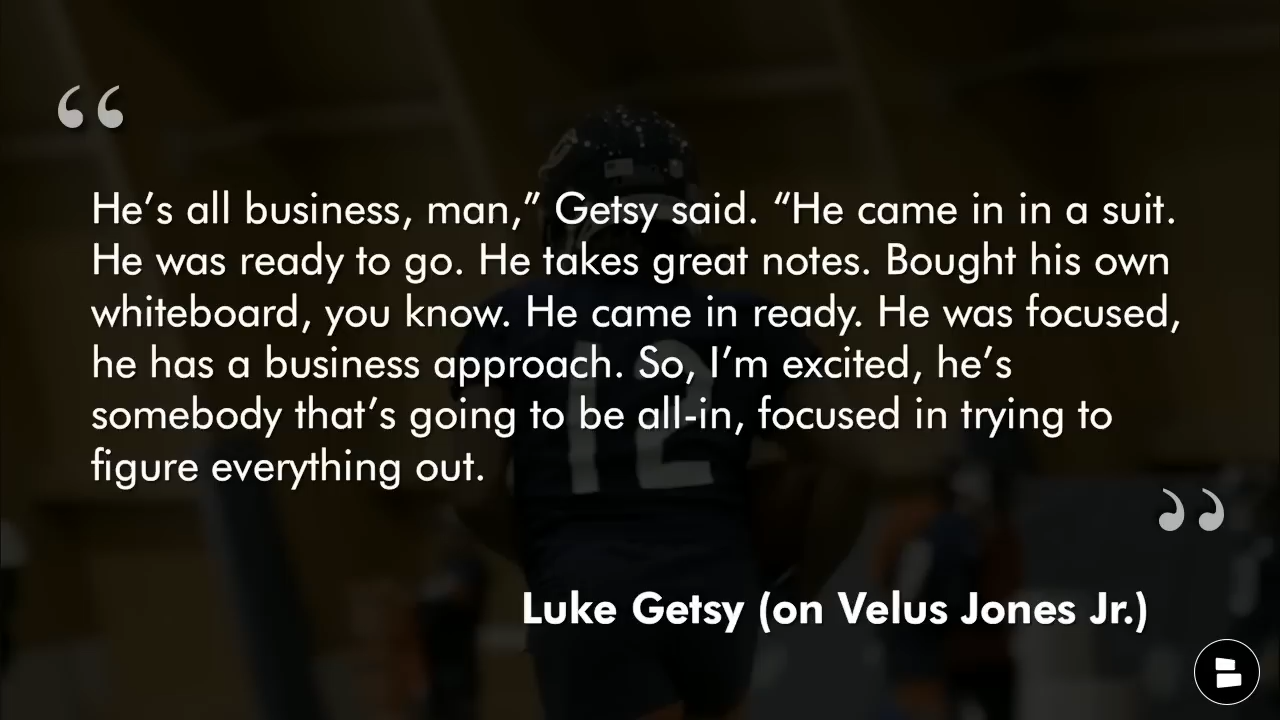 “
He’s all business, man,” Getsy said. “He came in in a suit.
He was ready to go. He takes great notes. Bought his own
whiteboard, you know. He came in ready. He was focused,
he has a business approach. So, I’m excited, he’s
somebody that’s going to be all-in, focused in trying to
figure everything out.
”
Luke Getsy (on Velus Jones Jr.)
12